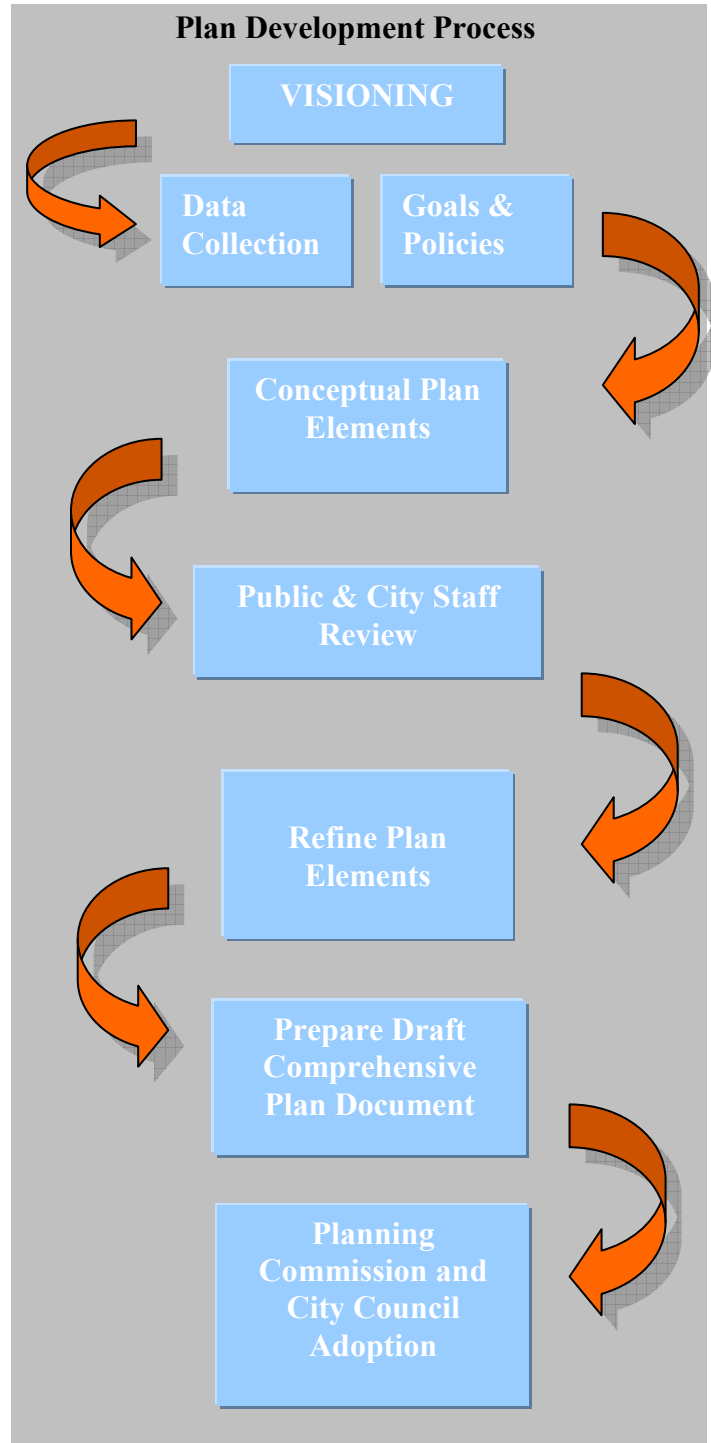 Plan Development Process
VISIONING
Data
Collection
Goals &
Policies
Conceptual Plan
Elements
Public & City Staff
Review
Refine Plan
Elements
Prepare Draft
Comprehensive
Plan Document
Planning
Commission and
City Council
Adoption